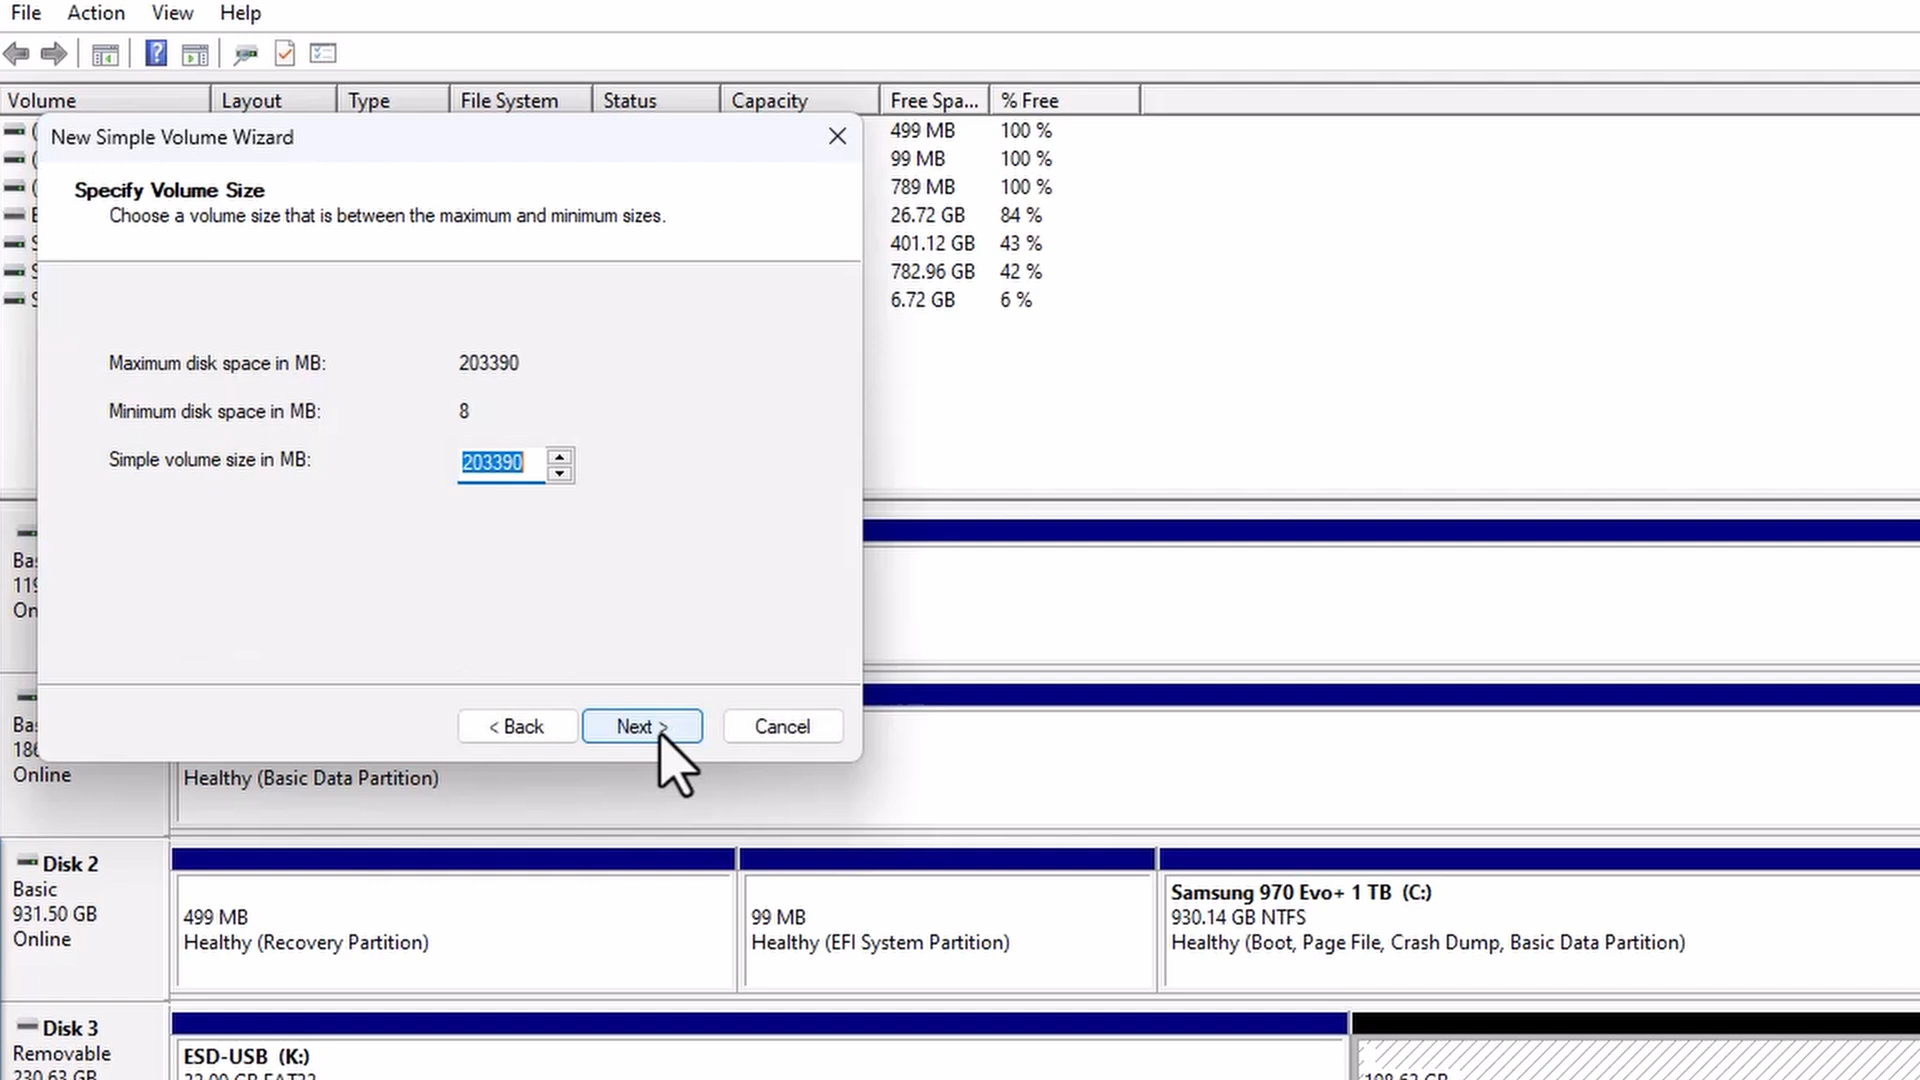 File Action View Help
Volume Layout Type File System Status Capacity Free Spa... % Free
499 MB 100 %
99 MB 100 %
789 MB 100 %
26.72 GB 84 %
401.12 GB 43 %
782.96 GB 42 %
6.72 GB 6 %
New Simple Volume Wizard
Specify Volume Size
Choose a volume size that is between the maximum and minimum sizes.
Maximum disk space in MB: 203390
Minimum disk space in MB: 8
Simple volume size in MB: 203390
< Back Next > Cancel
Online
Healthy (Basic Data Partition)
Disk 2
Basic
931.50 GB
Online
499 MB
Healthy (Recovery Partition)
99 MB
Healthy (EFI System Partition)
Samsung 970 Evo+ 1 TB (C:)
930.14 GB NTFS
Healthy (Boot, Page File, Crash Dump, Basic Data Partition)
Disk 3
Removable
230.63 GB
ESD-USB (K:)